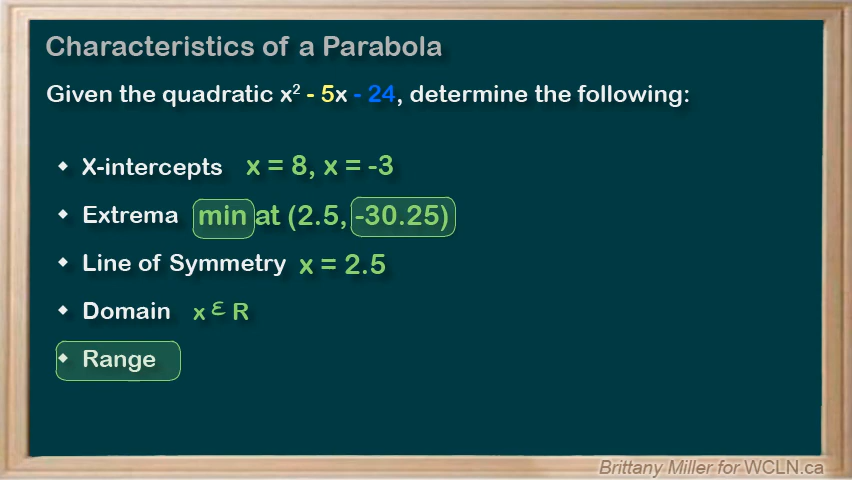 Characteristics of a Parabola
Given the quadratic x² - 5x - 24, determine the following:
◆ X-intercepts x = 8, x = -3
◆ Extrema min at (2.5, -30.25)
◆ Line of Symmetry x = 2.5
◆ Domain x ε R
◆ Range
Brittany Miller for WCLN.ca